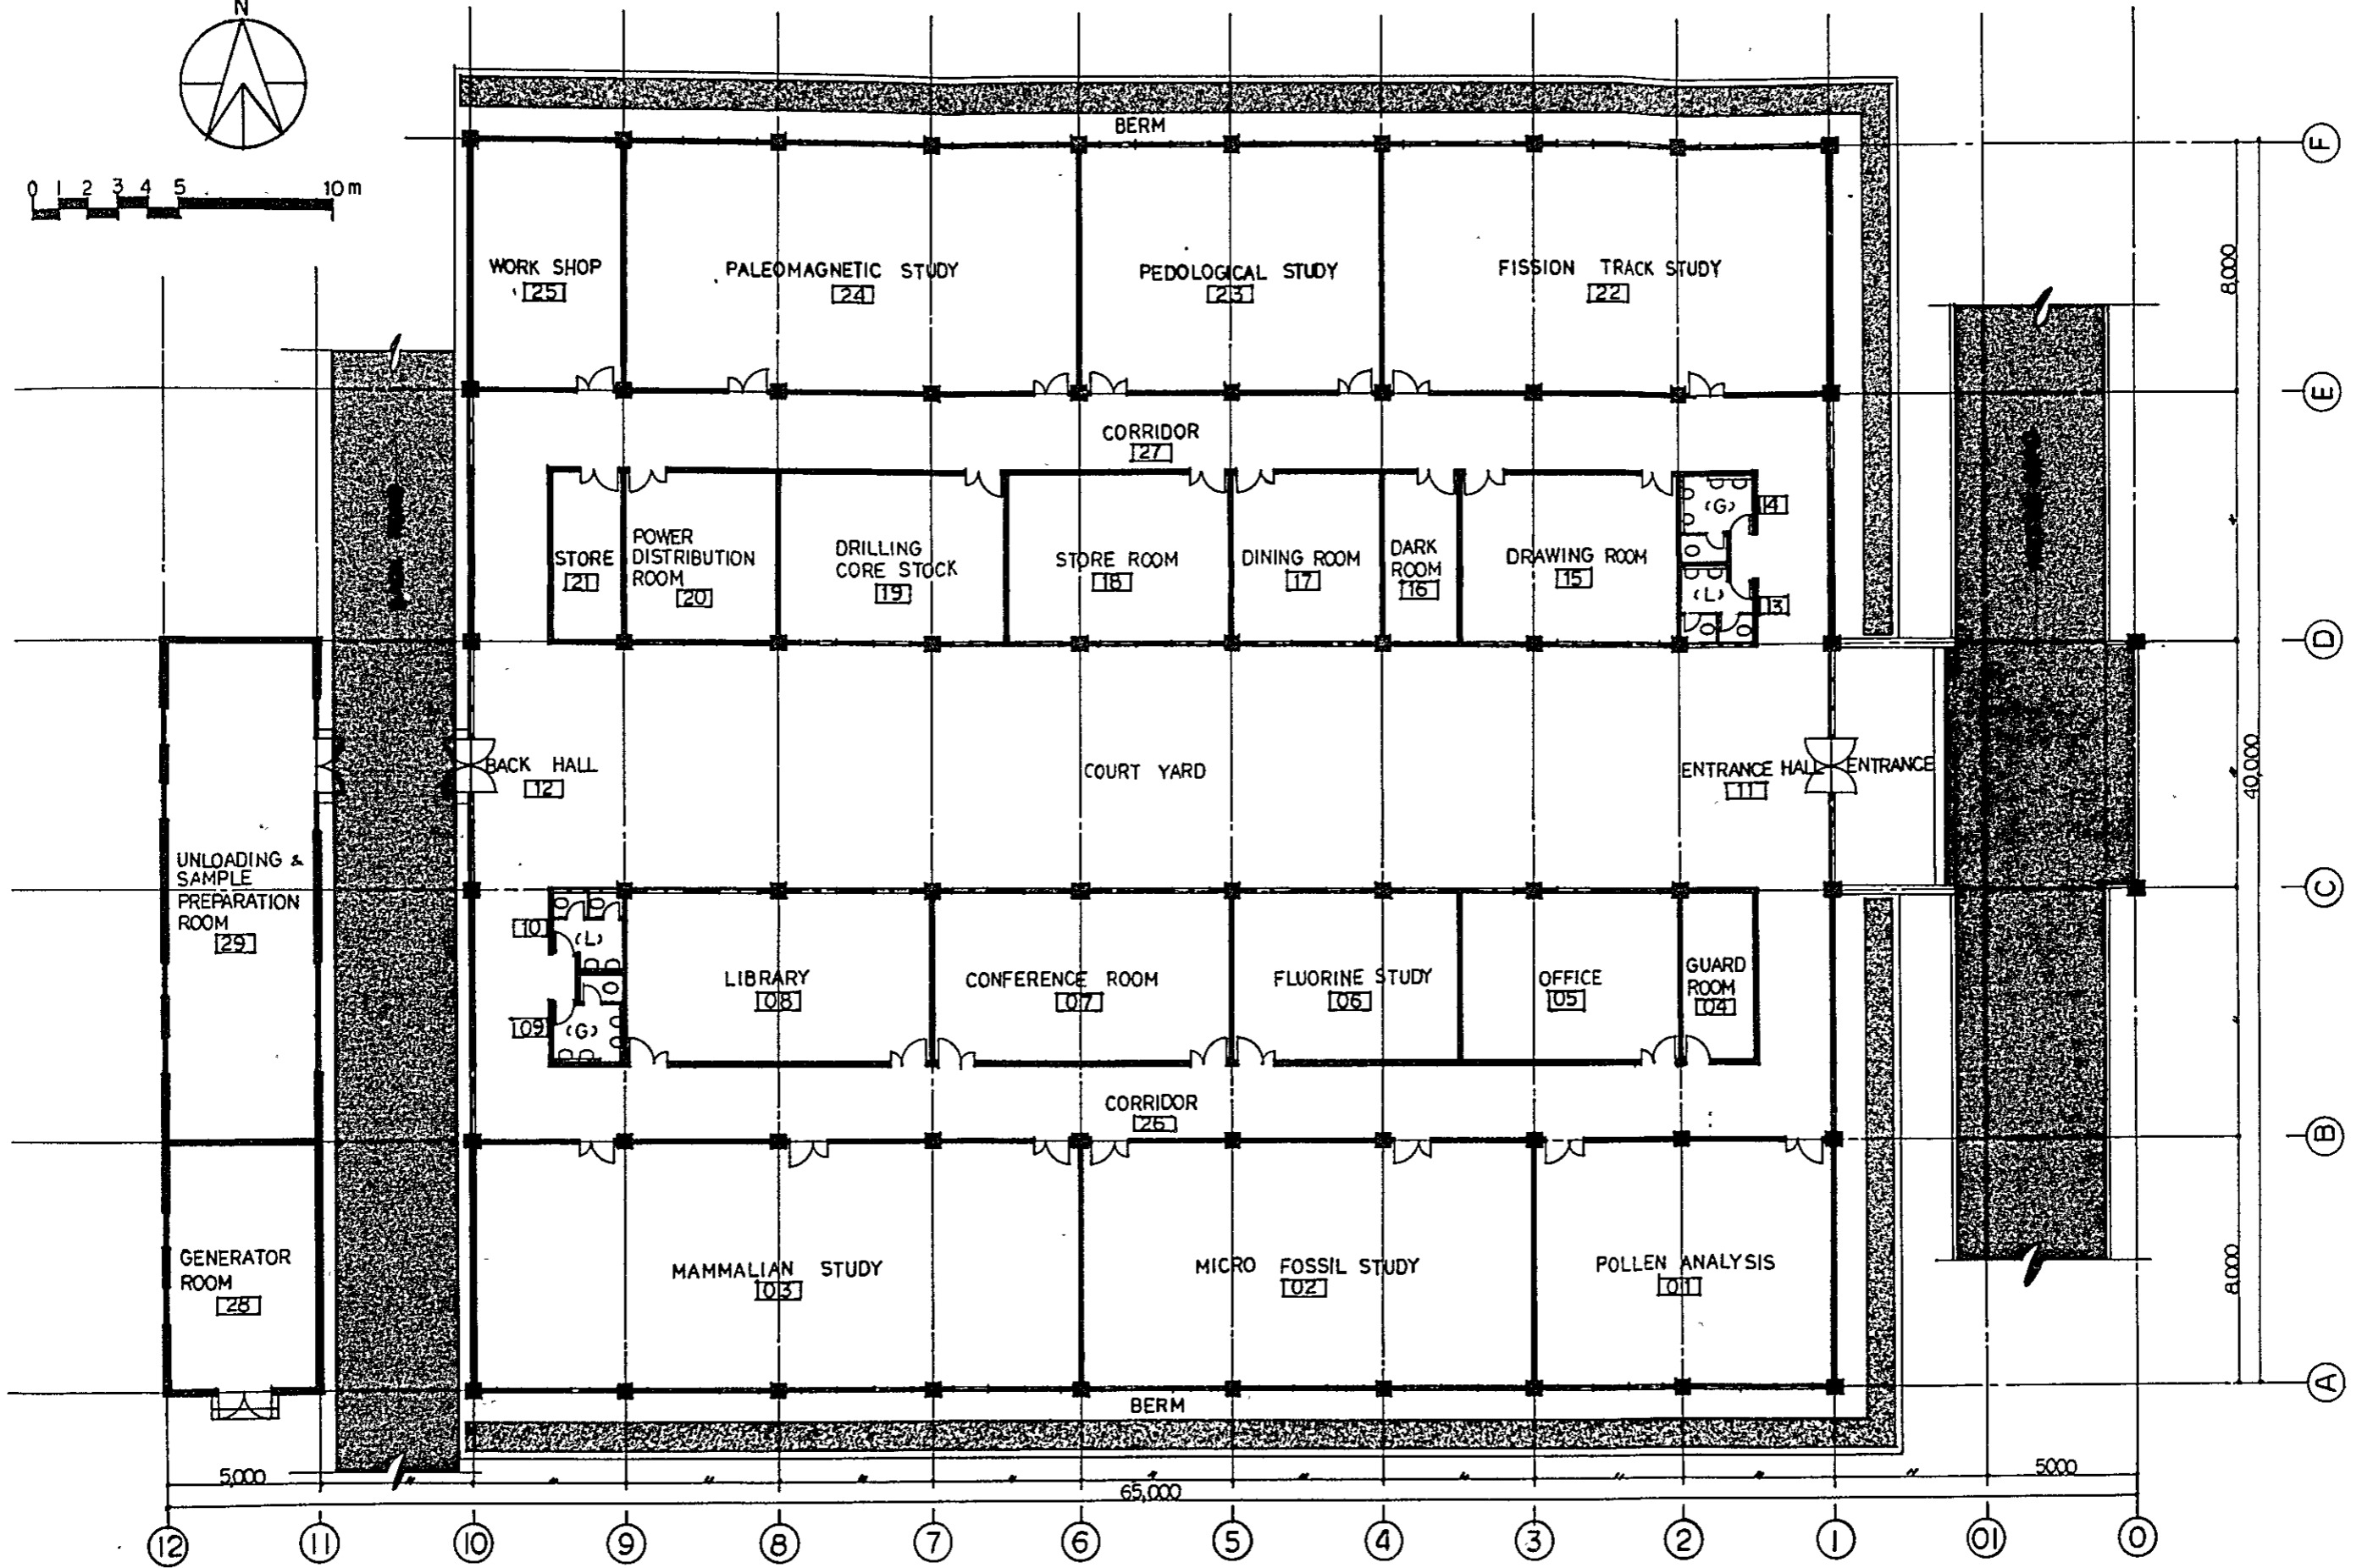 N
0 1 2 3 4 5 10 m
BERM
F
WORK SHOP
25
PALEOMAGNETIC STUDY
24
PEDOLOGICAL STUDY
23
FISSION TRACK STUDY
22
8,000
E
CORRIDOR
27
STORE
21
POWER
DISTRIBUTION
ROOM
20
DRILLING
CORE STOCK
19
STORE ROOM
18
DINING ROOM
17
DARK
ROOM
16
DRAWING ROOM
15
(G)
14
(L)
13
"
D
BACK HALL
12
COURT YARD
ENTRANCE HALL
11
ENTRANCE
"
40,000
UNLOADING &
SAMPLE
PREPARATION
ROOM
29
C
10
(L)
09
(G)
LIBRARY
08
CONFERENCE ROOM
07
FLUORINE STUDY
06
OFFICE
05
GUARD
ROOM
04
"
CORRIDOR
26
B
GENERATOR
ROOM
28
MAMMALIAN STUDY
03
MICRO FOSSIL STUDY
02
POLLEN ANALYSIS
01
8,000
A
BERM
5,000 " " " " " " " " " " " 5000
65,000
12 11 10 9 8 7 6 5 4 3 2 1 01 0